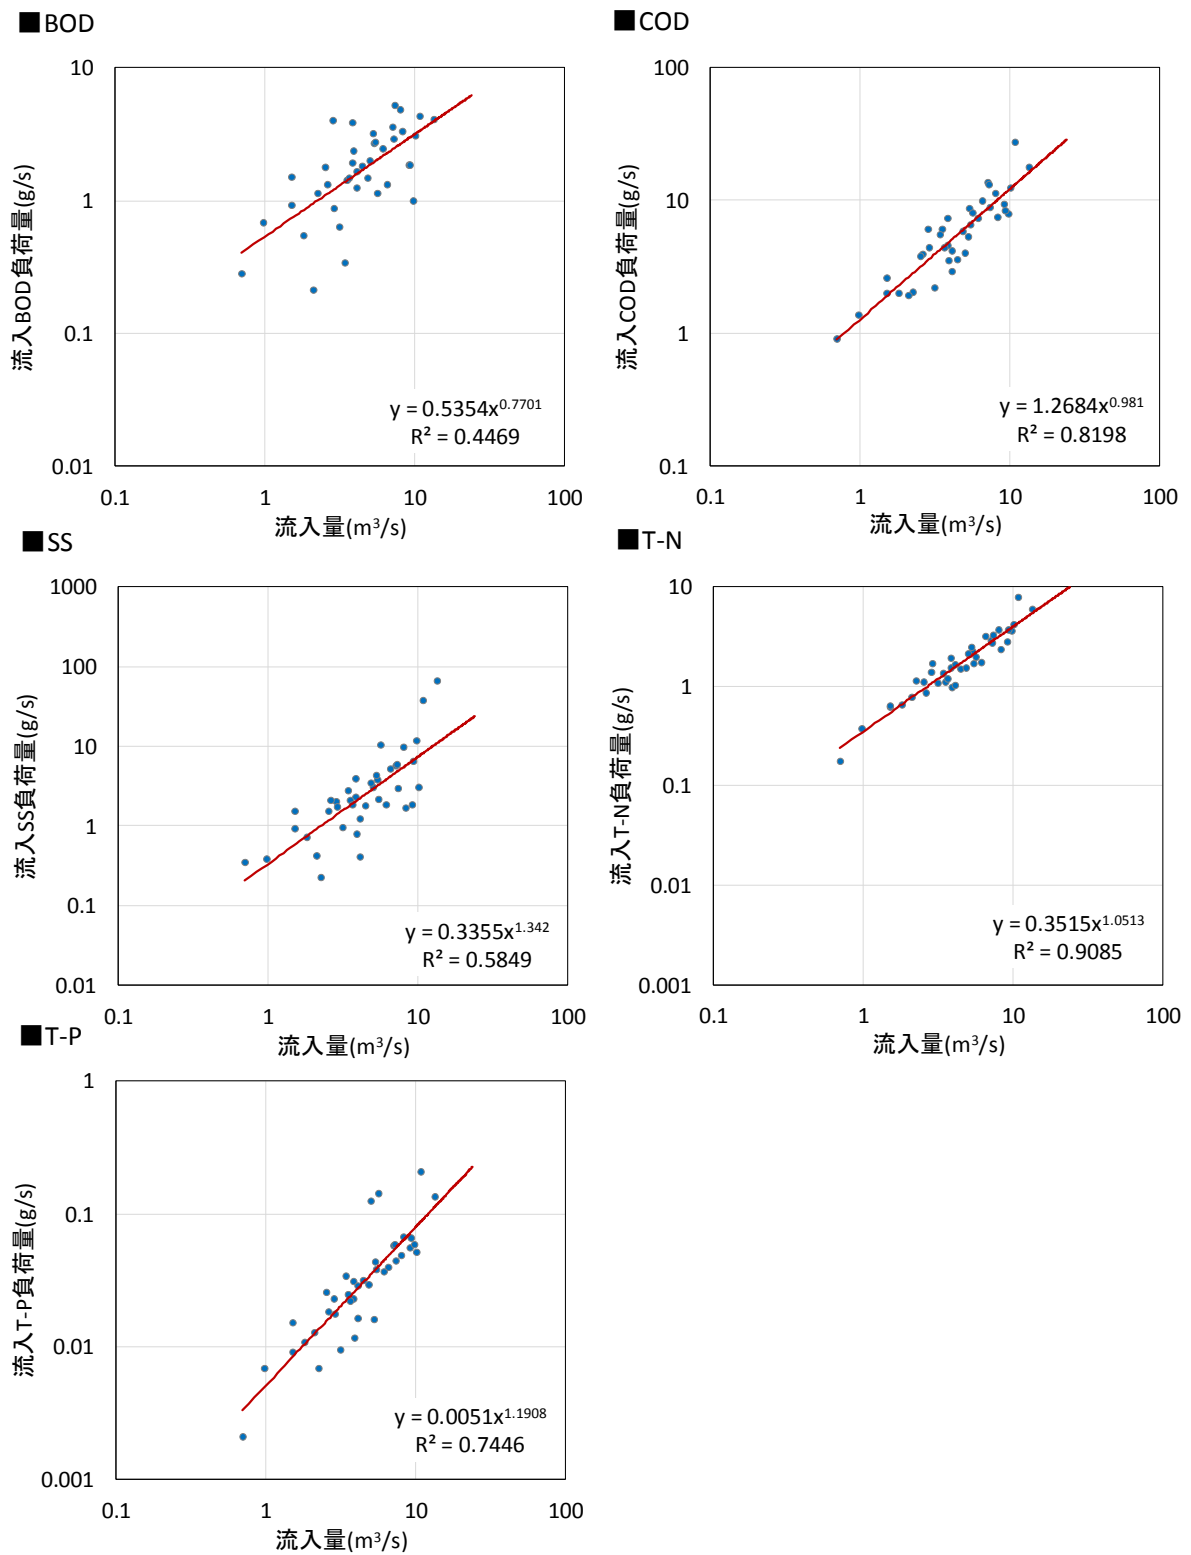 ■BOD
10
1
0.1
0.01
0.1 1 10 100
流入BOD負荷量(g/s)
流入量(m³/s)
y = 0.5354x^0.7701
R² = 0.4469
■COD
100
10
1
0.1
0.1 1 10 100
流入COD負荷量(g/s)
流入量(m³/s)
y = 1.2684x^0.981
R² = 0.8198
■SS
1000
100
10
1
0.1
0.01
0.1 1 10 100
流入SS負荷量(g/s)
流入量(m³/s)
y = 0.3355x^1.342
R² = 0.5849
■T-N
10
1
0.1
0.01
0.001
0.1 1 10 100
流入T-N負荷量(g/s)
流入量(m³/s)
y = 0.3515x^1.0513
R² = 0.9085
■T-P
1
0.1
0.01
0.001
0.1 1 10 100
流入T-P負荷量(g/s)
流入量(m³/s)
y = 0.0051x^1.1908
R² = 0.7446